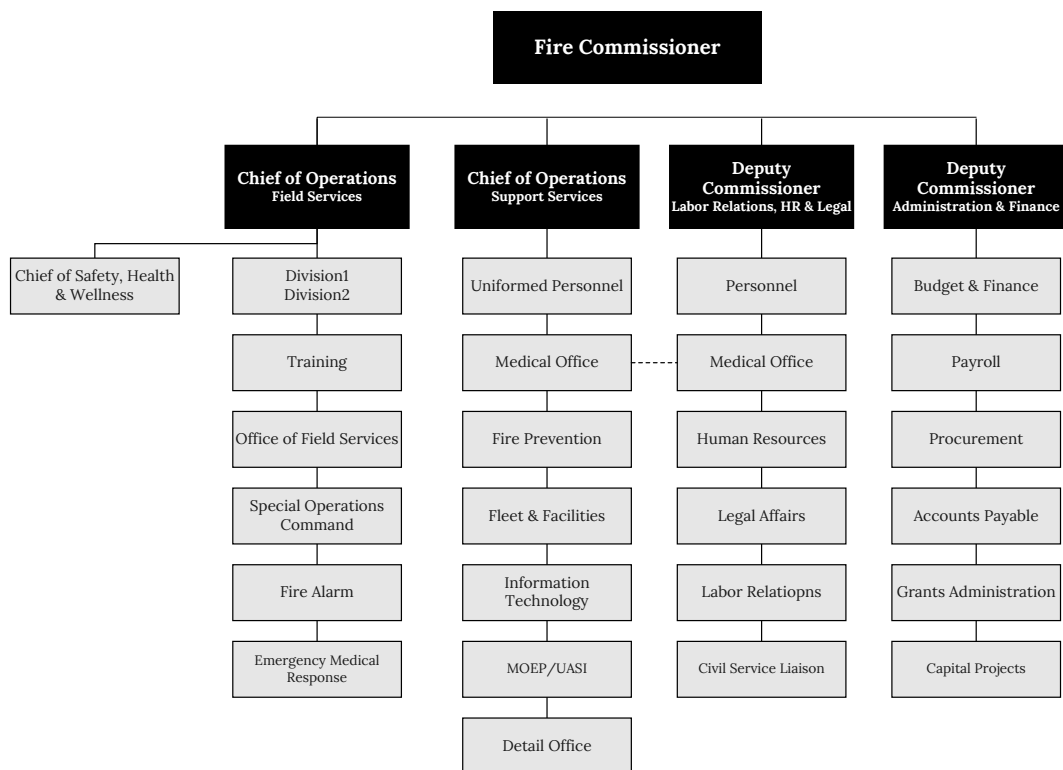 Fire Commissioner
Chief of Operations
Field Services
Chief of Operations
Support Services
Deputy
Commissioner
Labor Relations, HR & Legal
Deputy
Commissioner
Administration & Finance
Chief of Safety, Health
& Wellness
Division1
Division2
Training
Office of Field Services
Special Operations
Command
Fire Alarm
Emergency Medical
Response
Uniformed Personnel
Medical Office
Fire Prevention
Fleet & Facilities
Information
Technology
MOEP/UASI
Detail Office
Personnel
Medical Office
Human Resources
Legal Affairs
Labor Relatiopns
Civil Service Liaison
Budget & Finance
Payroll
Procurement
Accounts Payable
Grants Administration
Capital Projects